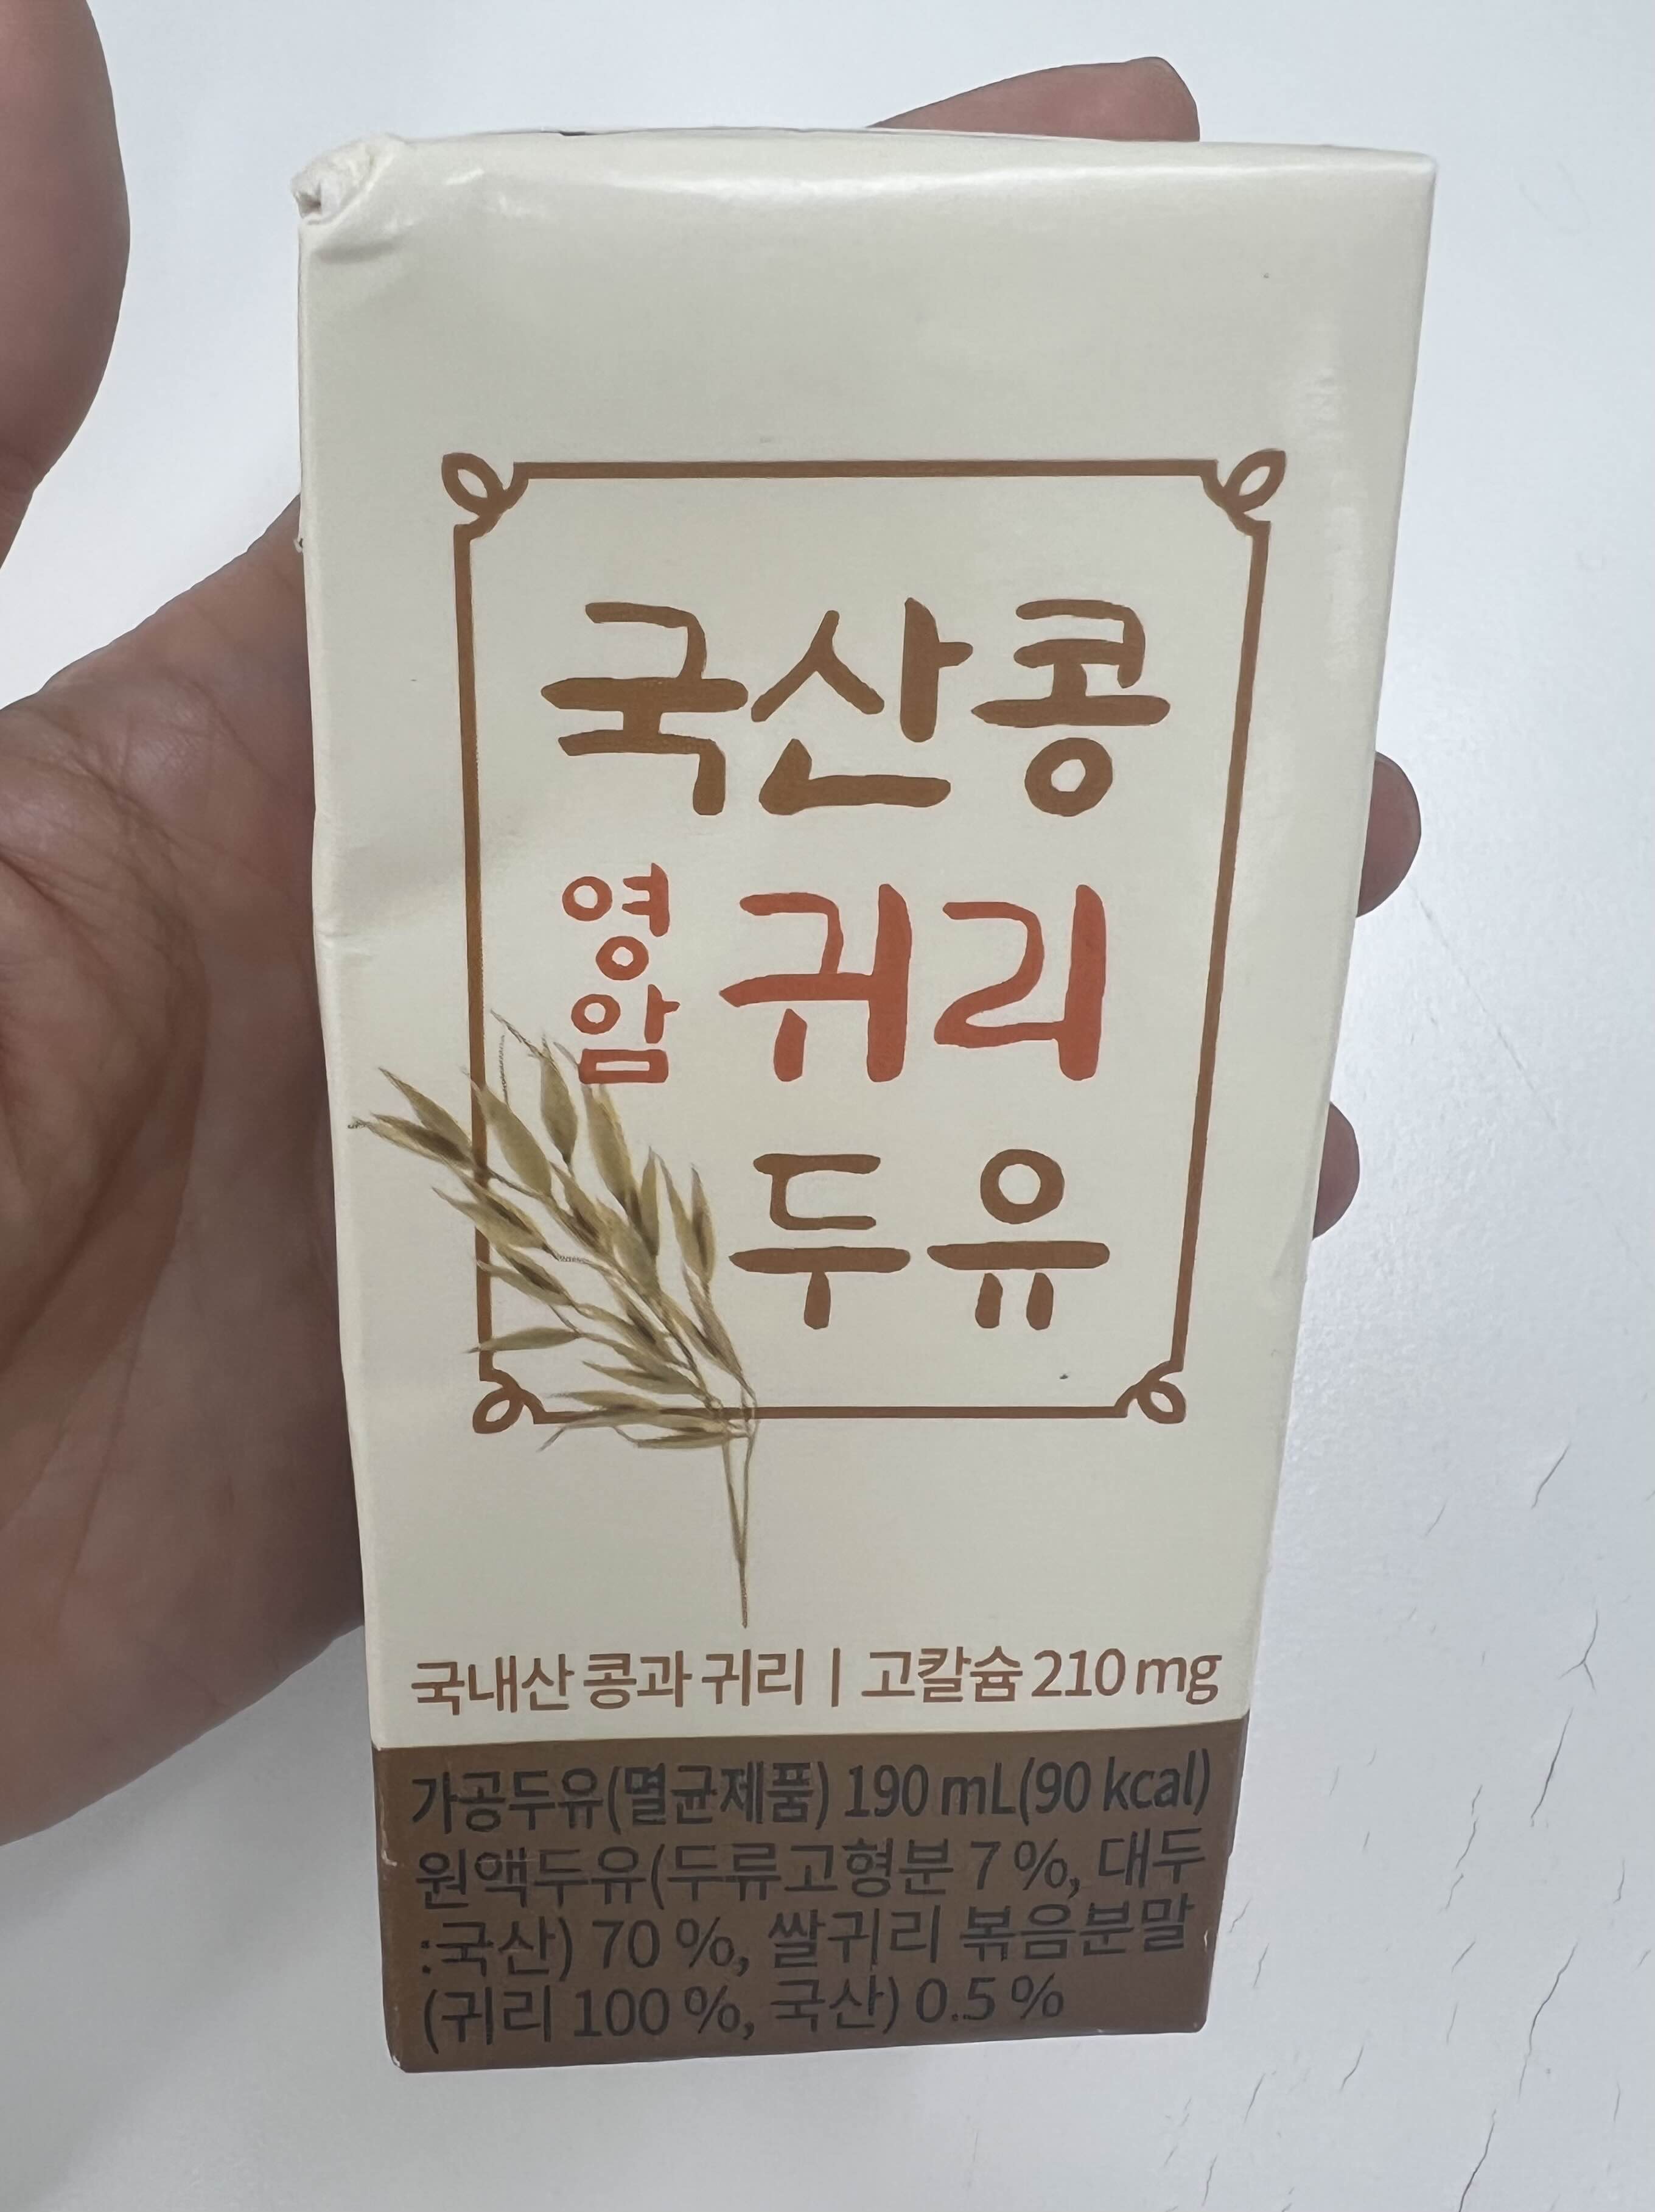 국산콩
영암 귀리
두유
국내산 콩과 귀리 | 고칼슘 210 mg
가공두유(멸균제품) 190 mL(90 kcal)
원액두유(두류고형분 7 %, 대두
:국산) 70 %, 쌀귀리 볶음분말
(귀리 100 %, 국산) 0.5 %